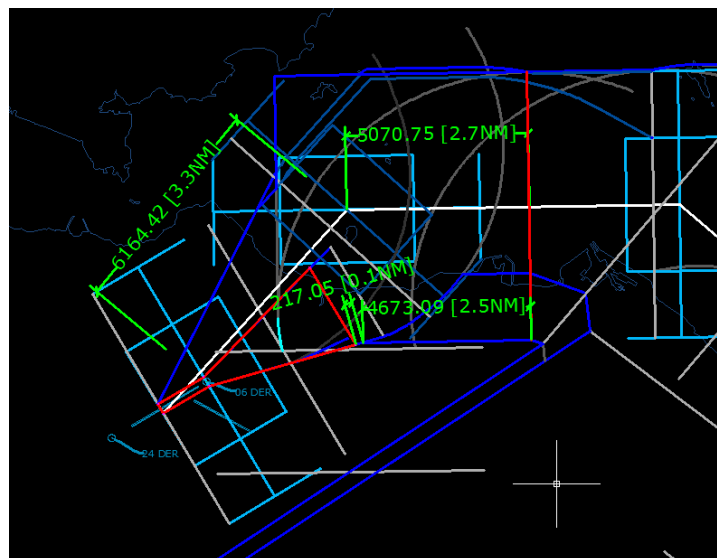 5070.75 [2.7NM]
6164.42 [3.3NM]
217.05 [0.1NM]
4673.09 [2.5NM]
06 DER
24 DER